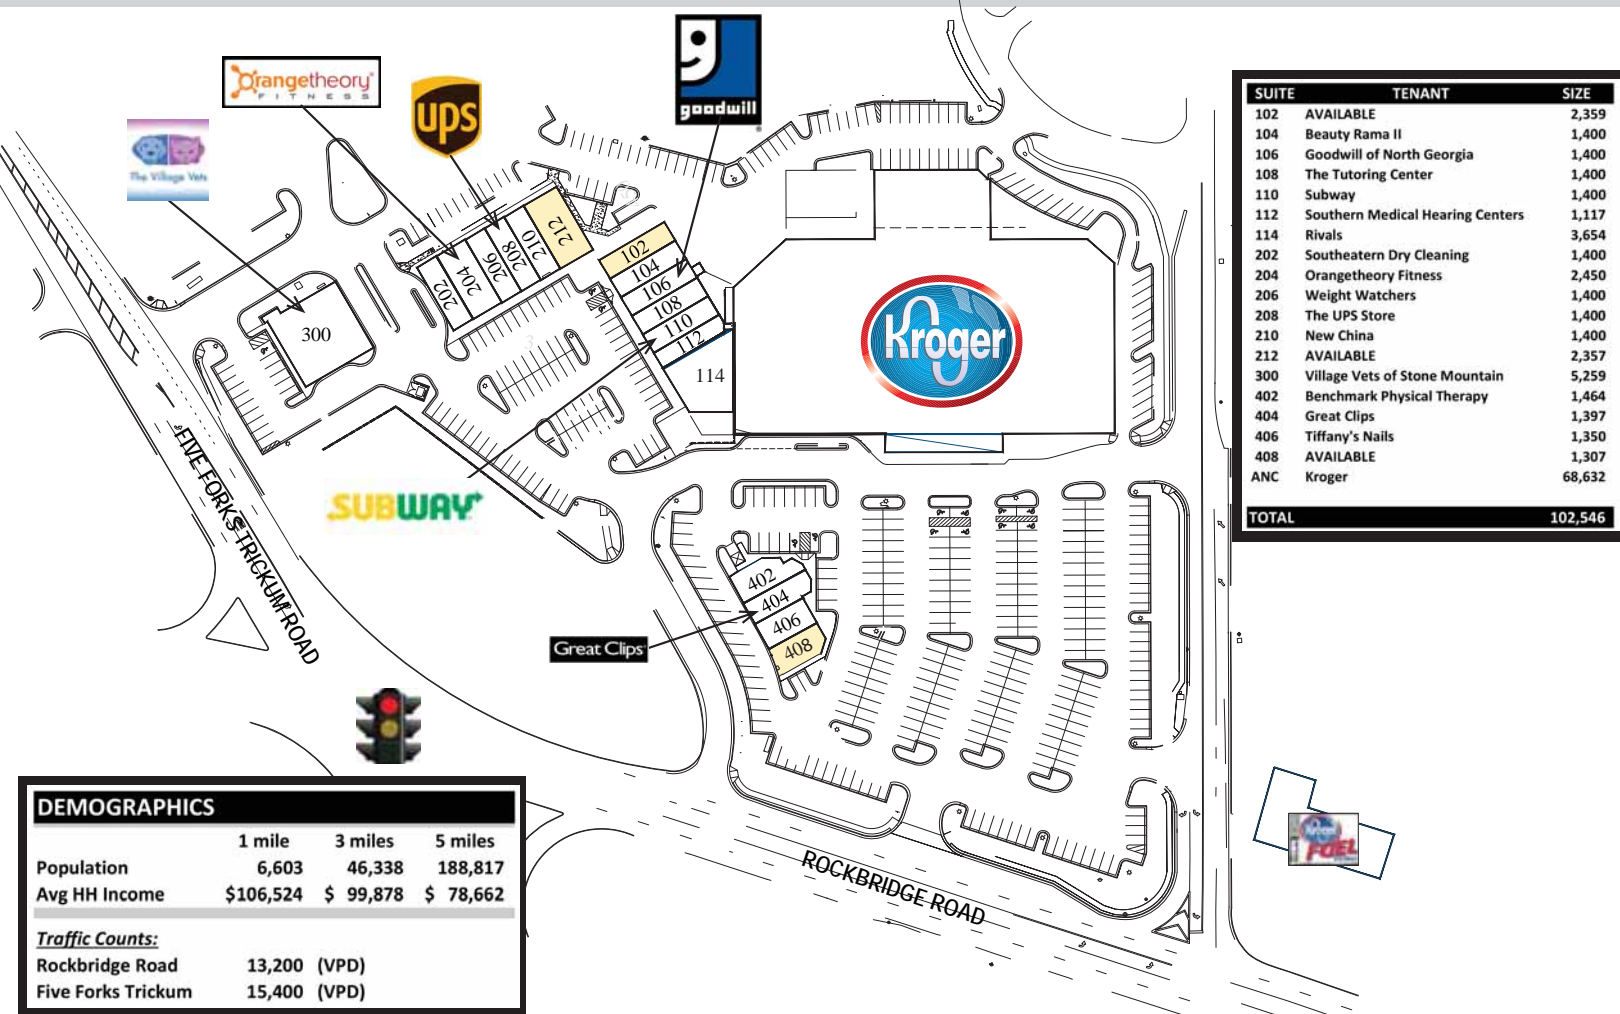 orangetheory
FITNESS
The Village Vets
ups
goodwill
SUITE TENANT SIZE
102 AVAILABLE 2,359
104 Beauty Rama II 1,400
106 Goodwill of North Georgia 1,400
108 The Tutoring Center 1,400
110 Subway 1,400
112 Southern Medical Hearing Centers 1,117
114 Rivals 3,654
202 Southeatern Dry Cleaning 1,400
204 Orangetheory Fitness 2,450
206 Weight Watchers 1,400
208 The UPS Store 1,400
210 New China 1,400
212 AVAILABLE 2,357
300 Village Vets of Stone Mountain 5,259
402 Benchmark Physical Therapy 1,464
404 Great Clips 1,397
406 Tiffany's Nails 1,350
408 AVAILABLE 1,307
ANC Kroger 68,632
TOTAL 102,546
202
204
206
208
210
212
102
104
106
108
110
112
114
300
3
Kroger
SUBWAY
FIVE FORKS TRICKUM ROAD
402
404
406
408
Great Clips
ROCKBRIDGE ROAD
Kroger
FUEL
DEMOGRAPHICS
1 mile 3 miles 5 miles
Population 6,603 46,338 188,817
Avg HH Income $106,524 $ 99,878 $ 78,662
Traffic Counts:
Rockbridge Road 13,200 (VPD)
Five Forks Trickum 15,400 (VPD)